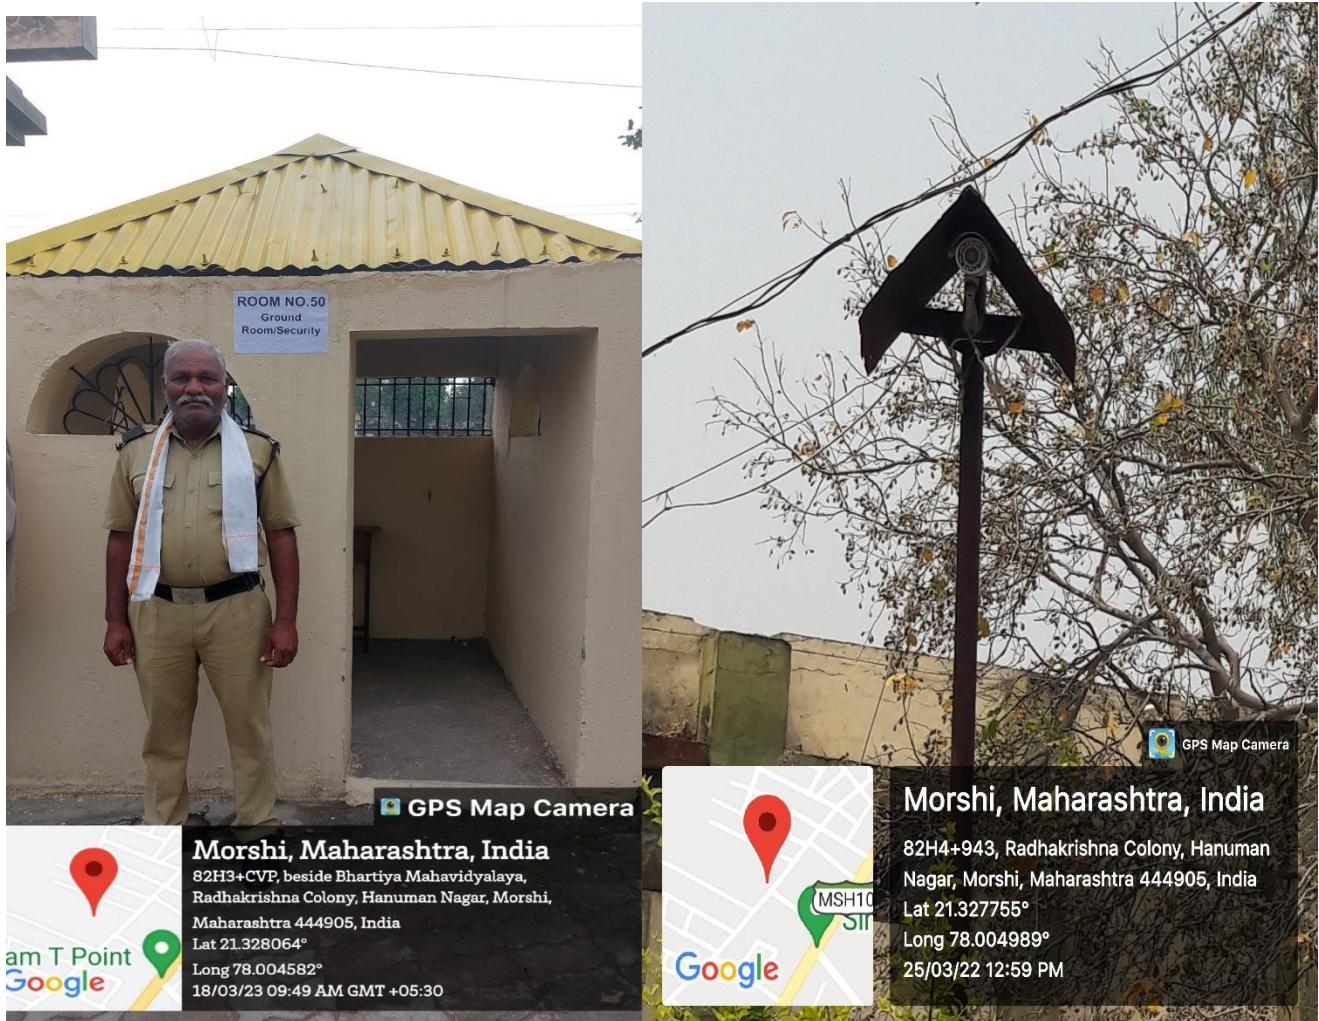 ROOM NO.50
Ground
Room/Security
GPS Map Camera
Morshi, Maharashtra, India
82H3+CVP, beside Bhartiya Mahavidyalaya,
Radhakrishna Colony, Hanuman Nagar, Morshi,
Maharashtra 444905, India
Lat 21.328064°
Long 78.004582°
18/03/23 09:49 AM GMT +05:30
am T Point
Google
GPS Map Camera
Morshi, Maharashtra, India
82H4+943, Radhakrishna Colony, Hanuman
Nagar, Morshi, Maharashtra 444905, India
Lat 21.327755°
Long 78.004989°
25/03/22 12:59 PM
MSH10
Google